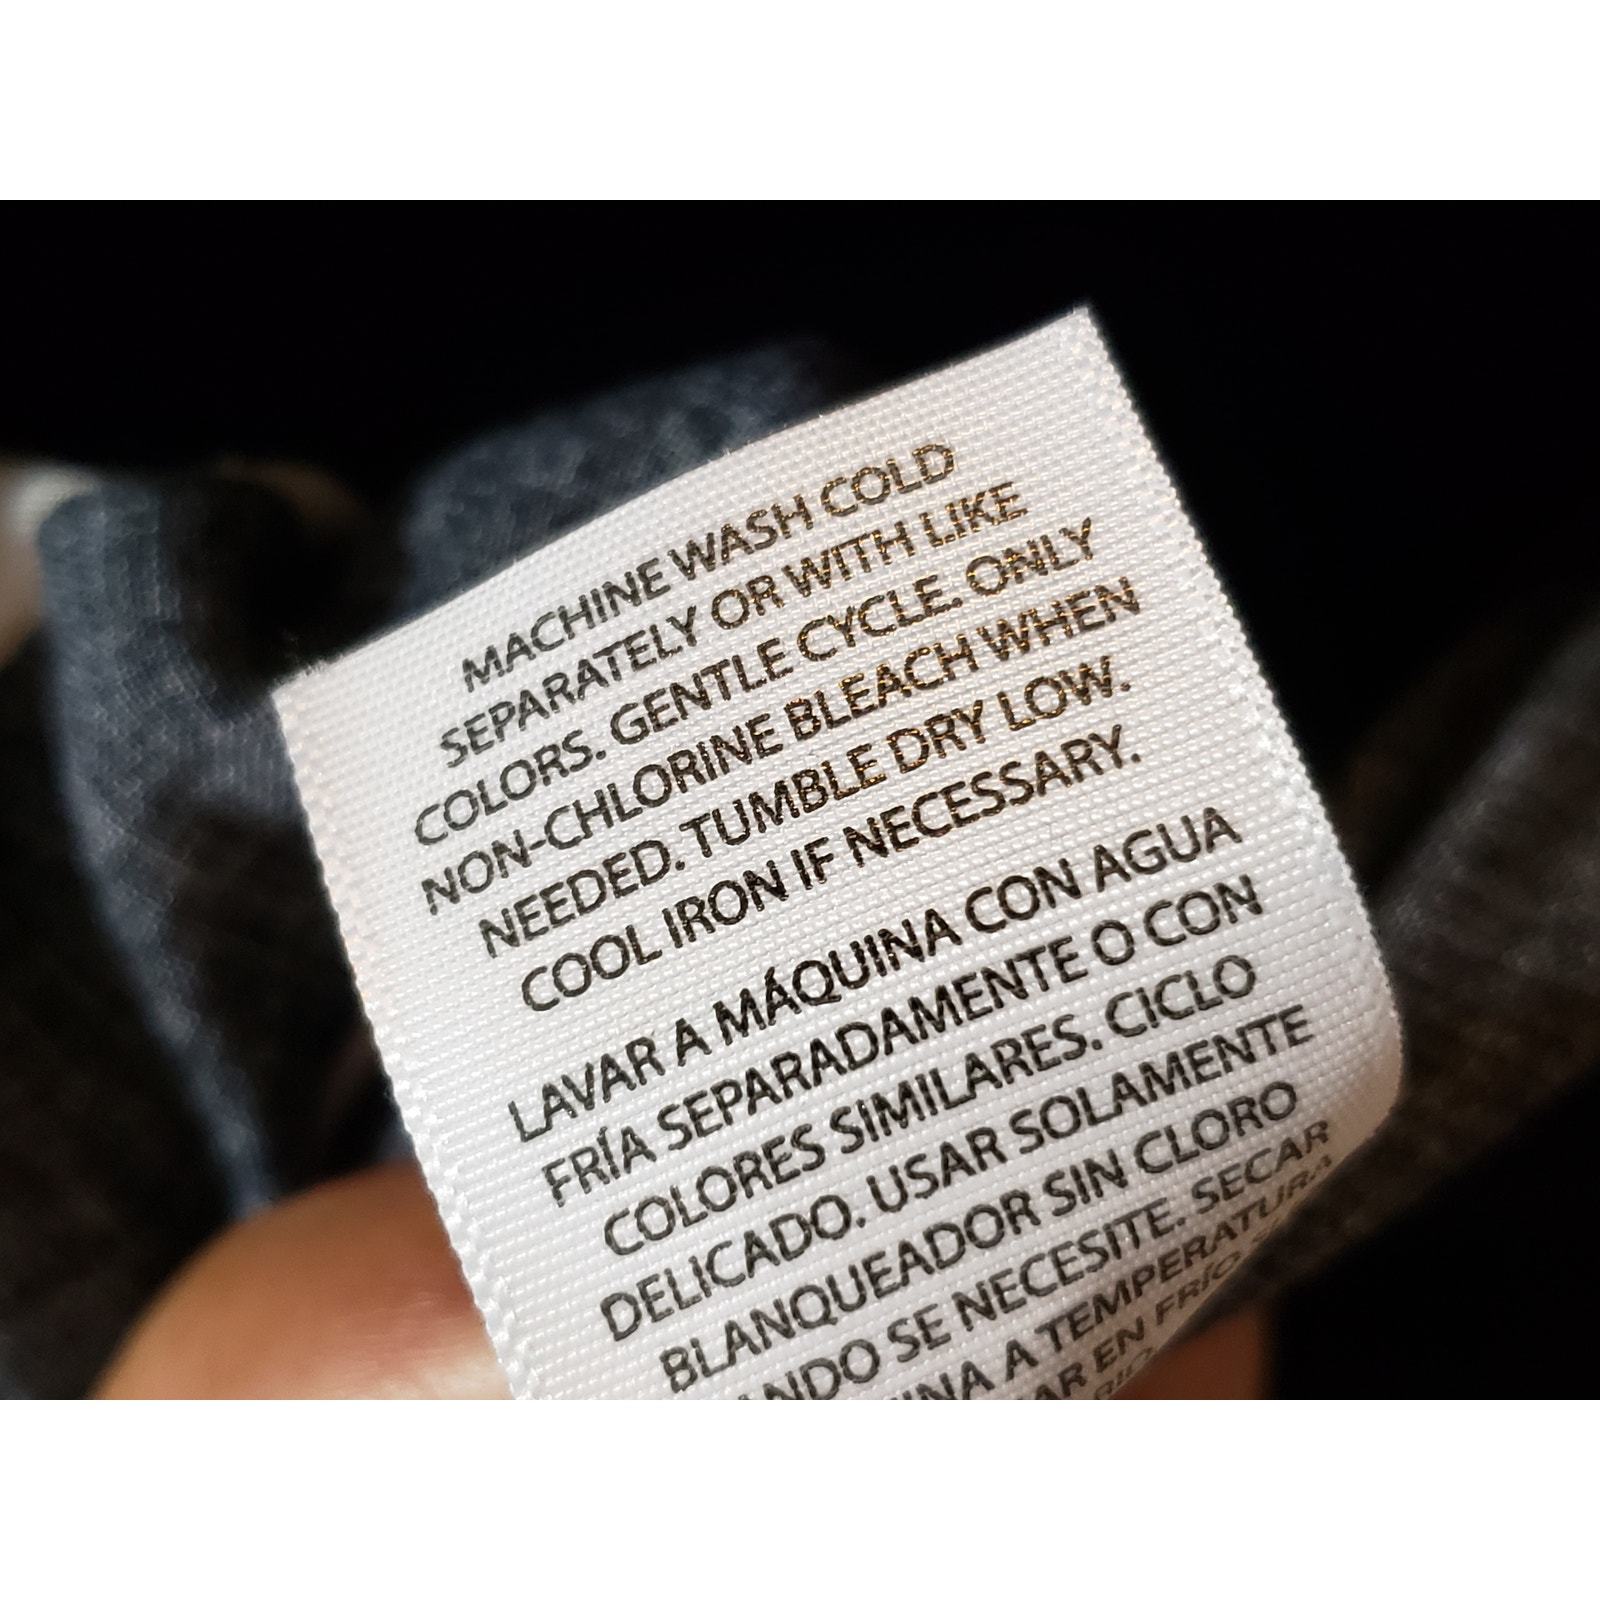 MACHINE WASH COLD
SEPARATELY OR WITH LIKE
COLORS. GENTLE CYCLE. ONLY
NON-CHLORINE BLEACH WHEN
NEEDED. TUMBLE DRY LOW.
COOL IRON IF NECESSARY.
LAVAR A MÁQUINA CON AGUA
FRÍA SEPARADAMENTE O CON
COLORES SIMILARES. CICLO
DELICADO. USAR SOLAMENTE
BLANQUEADOR SIN CLORO
SE NECESITE. SECAR
A TEMPERATURA
EN FRÍO